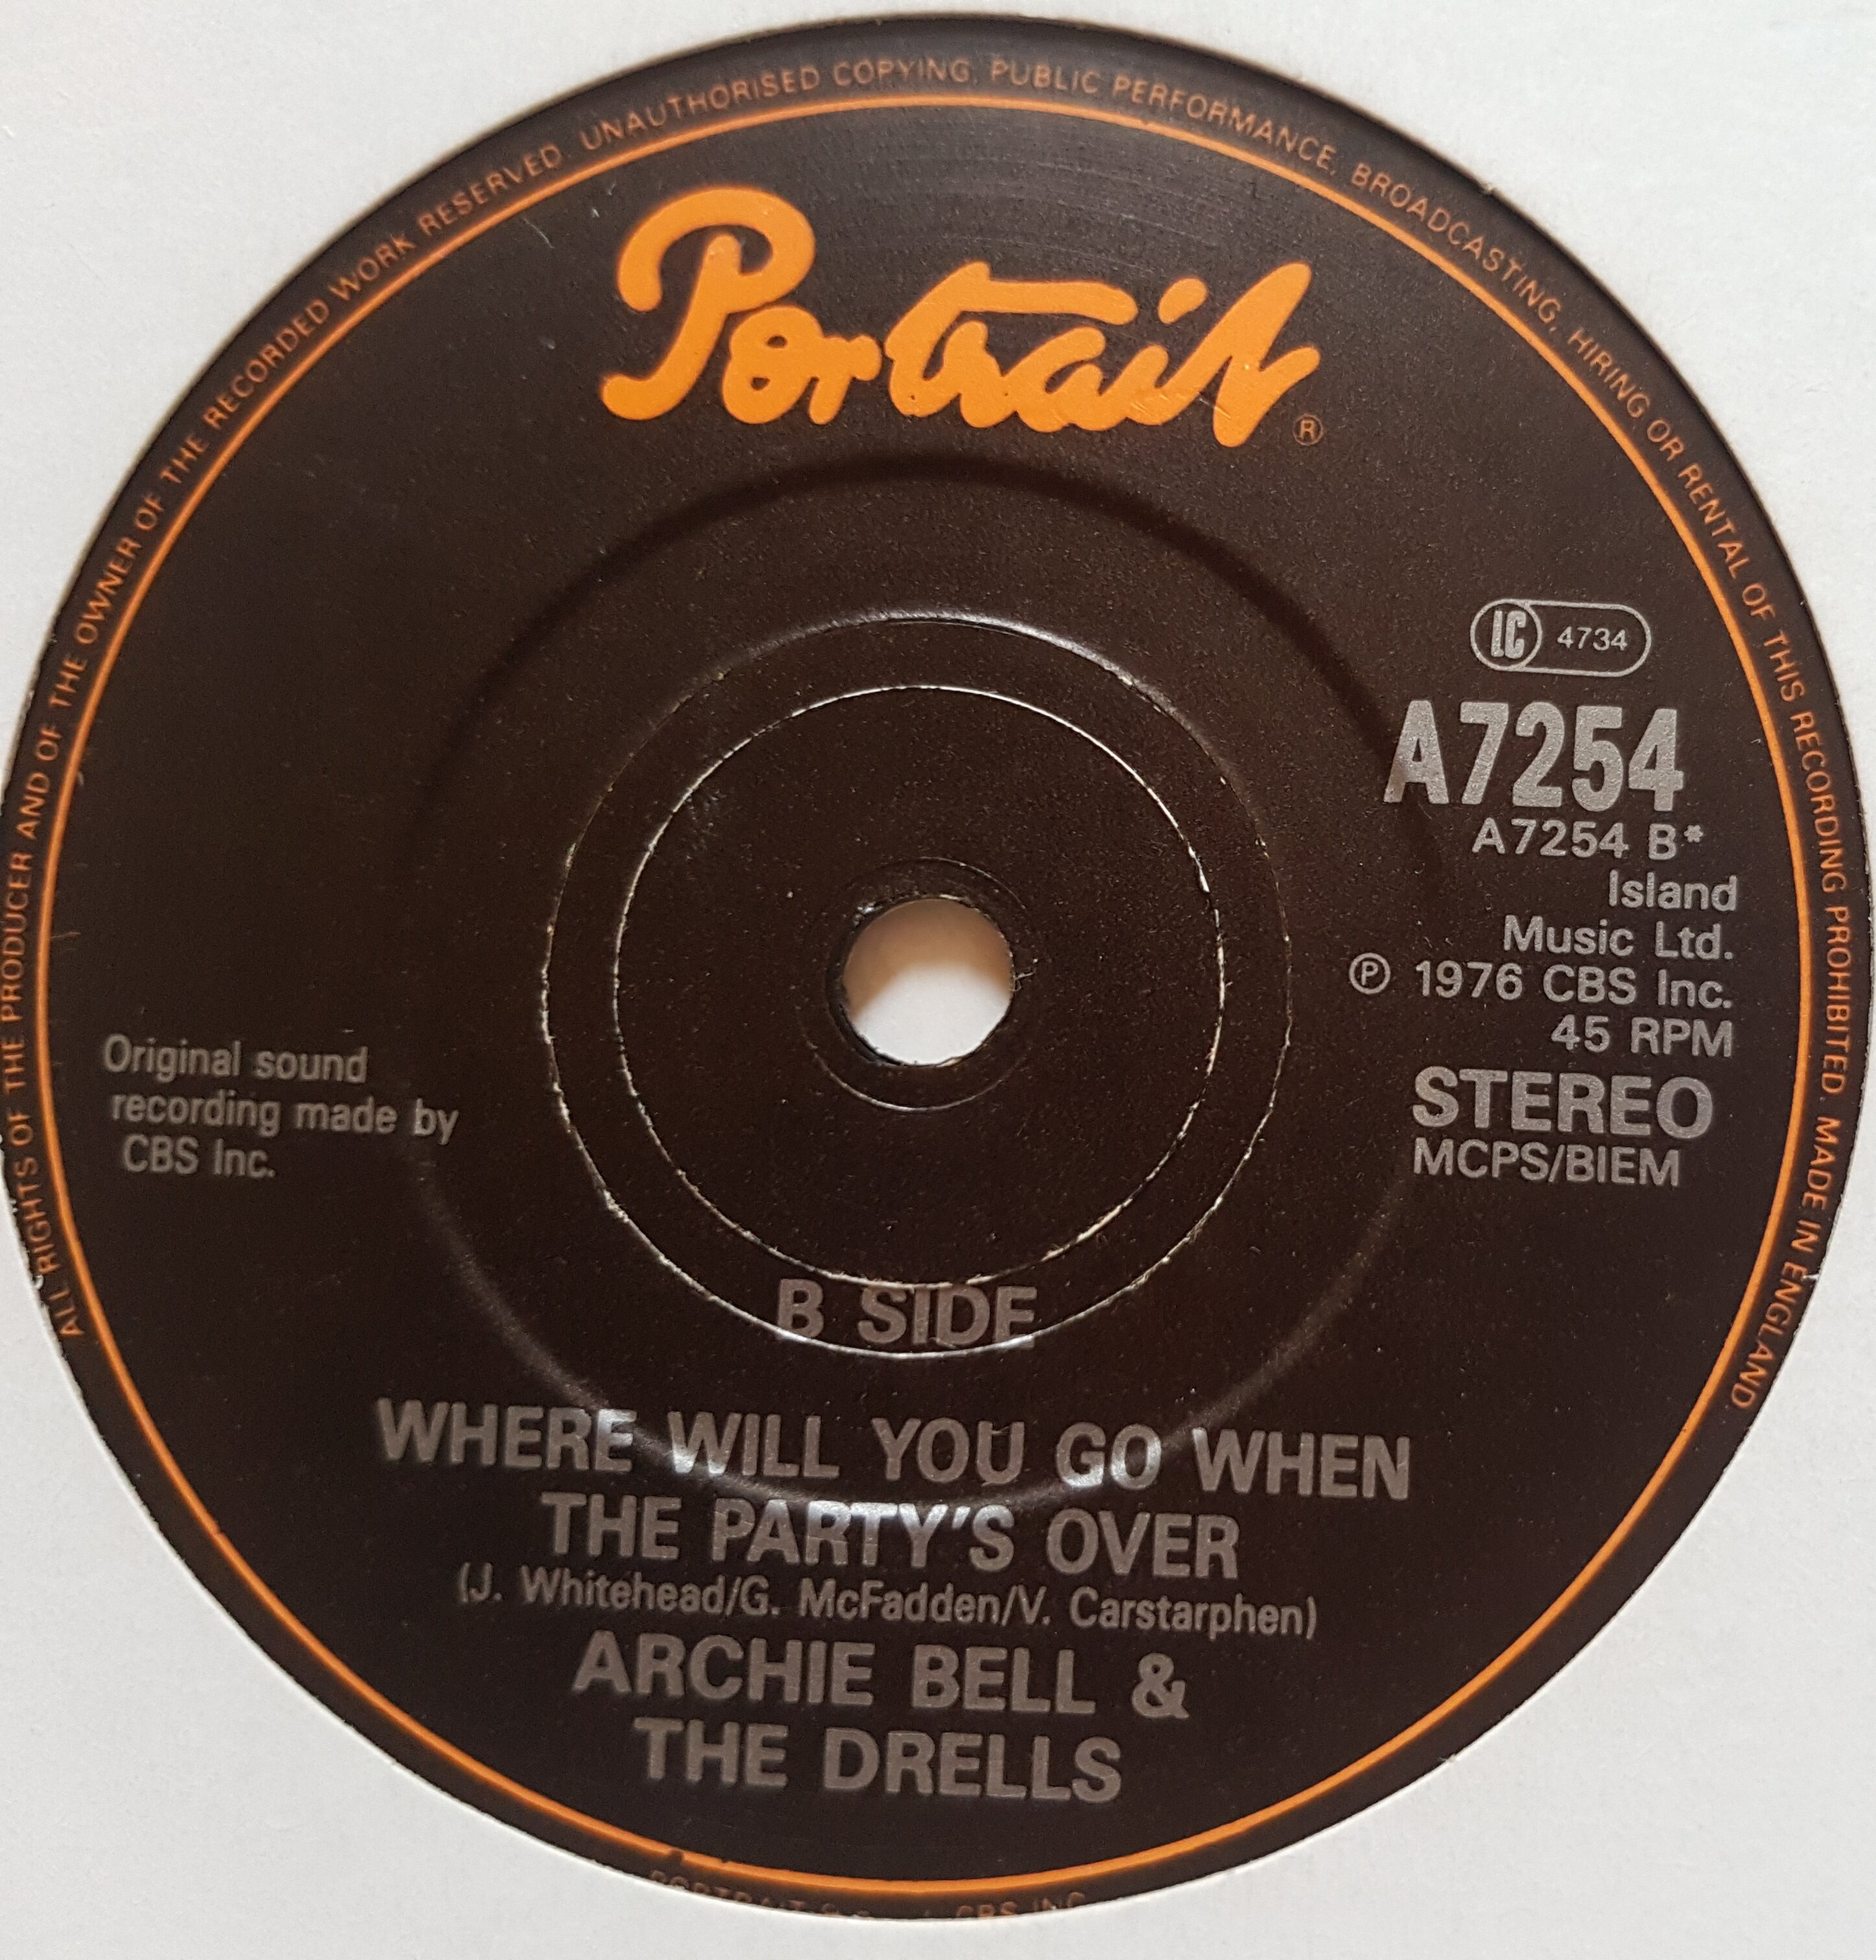 ALL RIGHTS OF THE PRODUCER AND OF THE OWNER OF THE RECORDED WORK RESERVED. UNAUTHORISED COPYING, PUBLIC PERFORMANCE, BROADCASTING, HIRING OR RENTAL OF THIS RECORDING PROHIBITED. MADE IN ENGLAND
Portrait ®
LC 4734
A7254
A7254 B*
Island
Music Ltd.
℗ 1976 CBS Inc.
45 RPM
STEREO
MCPS/BIEM
Original sound
recording made by
CBS Inc.
B SIDE
WHERE WILL YOU GO WHEN
THE PARTY'S OVER
(J. Whitehead/G. McFadden/V. Carstarphen)
ARCHIE BELL &
THE DRELLS
PORTRAIT CBS INC